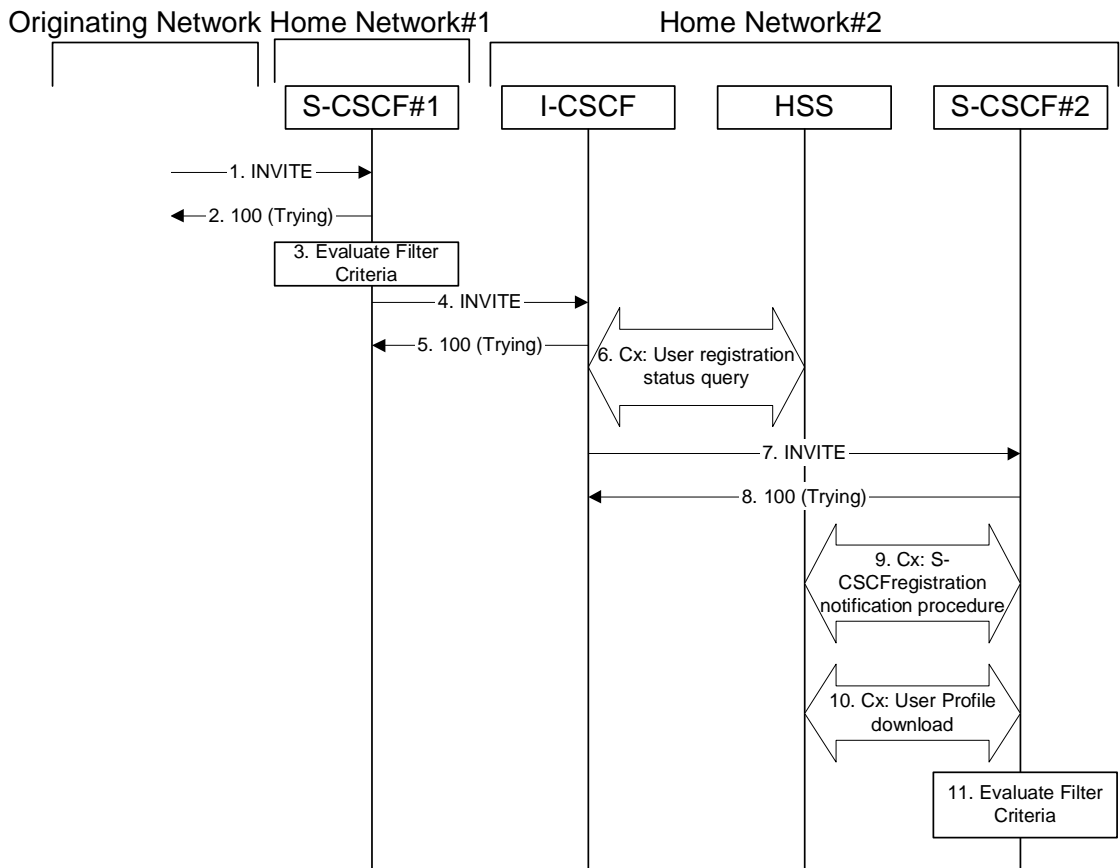 Originating Network Home Network#1 Home Network#2
S-CSCF#1 I-CSCF HSS S-CSCF#2
1. INVITE
2. 100 (Trying)
3. Evaluate Filter
Criteria
4. INVITE
5. 100 (Trying)
6. Cx: User registration
status query
7. INVITE
8. 100 (Trying)
9. Cx: S-
CSCFregistration
notification procedure
10. Cx: User Profile
download
11. Evaluate Filter
Criteria